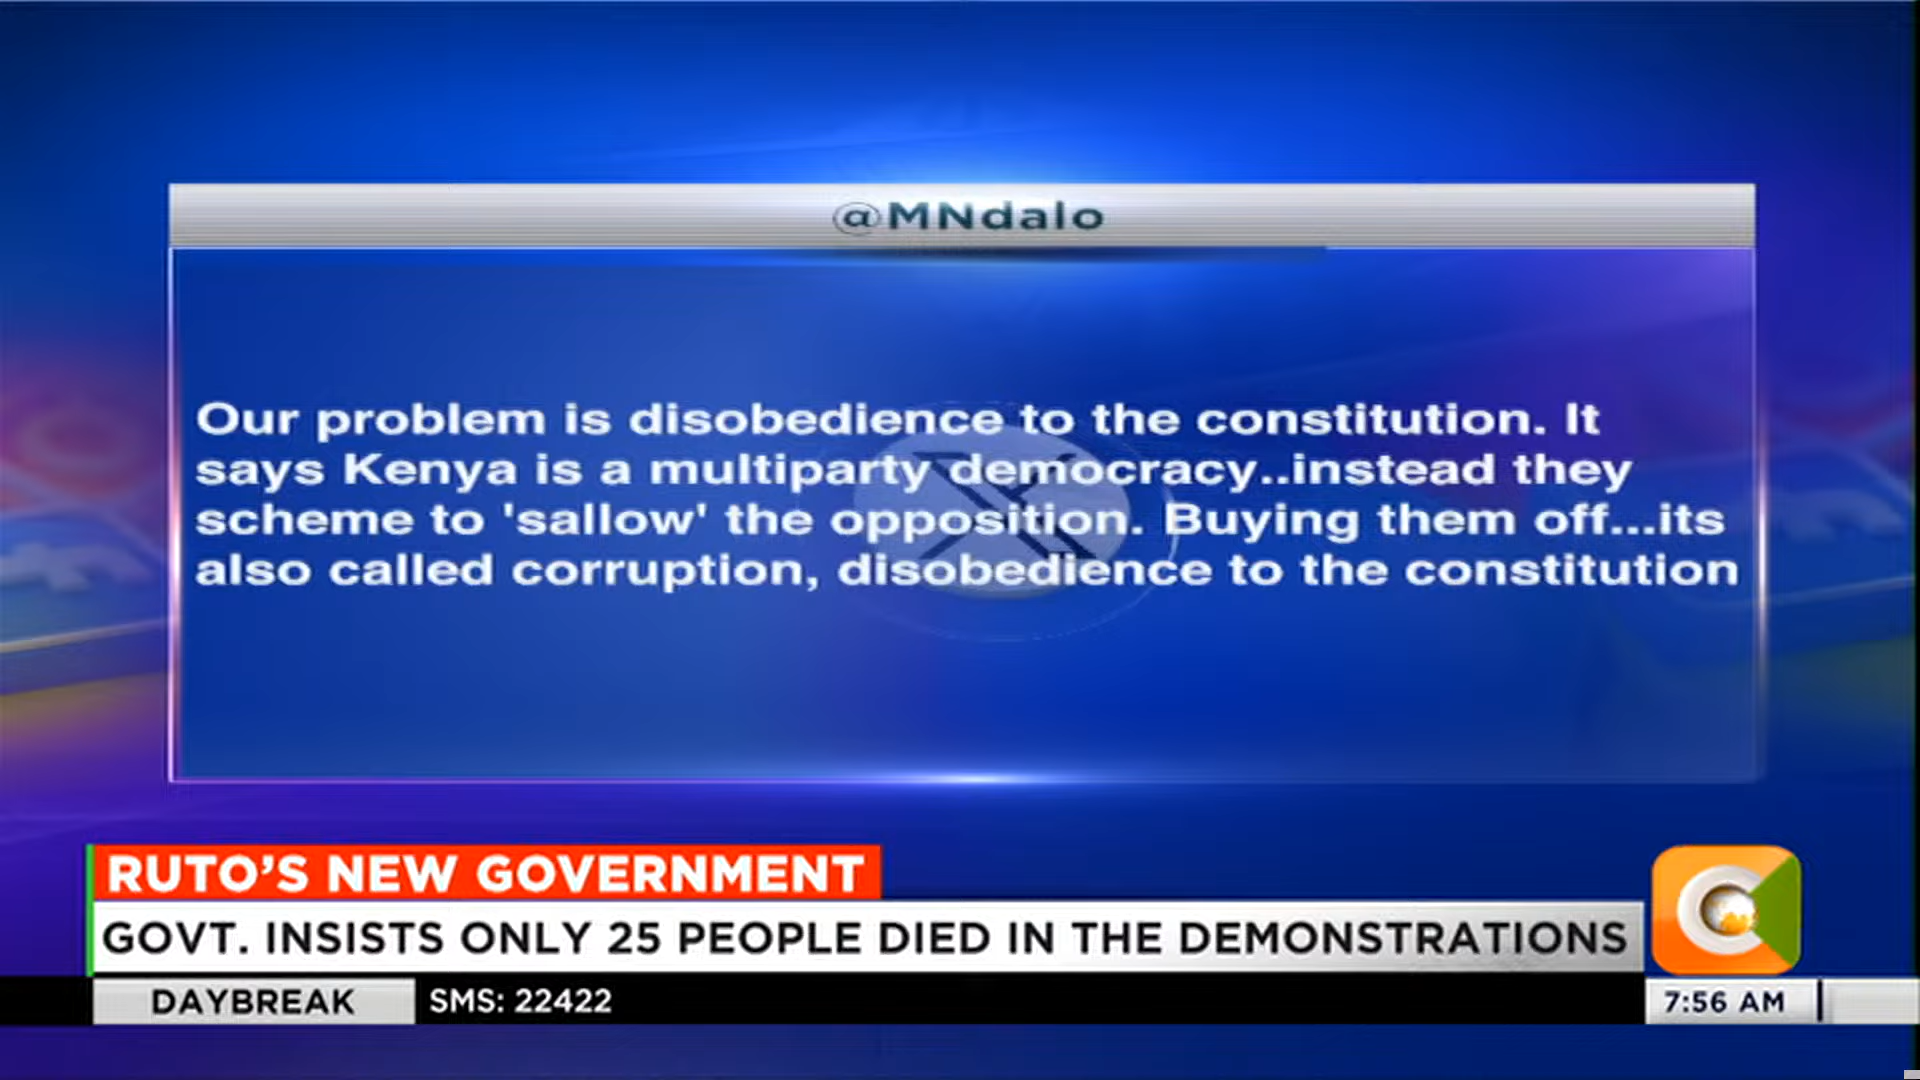 @MNdalo
Our problem is disobedience to the constitution. It
says Kenya is a multiparty democracy..instead they
scheme to 'sallow' the opposition. Buying them off...its
also called corruption, disobedience to the constitution
RUTO'S NEW GOVERNMENT
GOVT. INSISTS ONLY 25 PEOPLE DIED IN THE DEMONSTRATIONS
DAYBREAK
SMS: 22422
7:56 AM